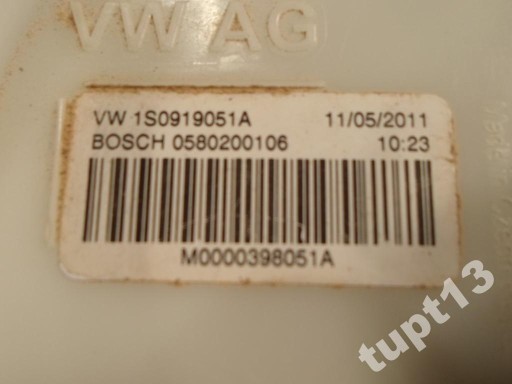 VW AG
VW 1S0919051A 11/05/2011
BOSCH 0580200106 10:23
M0000398051A
tupt13